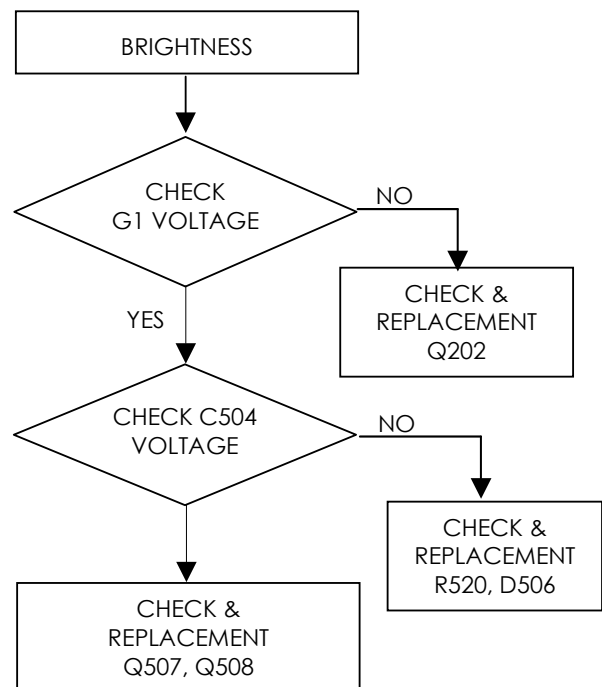 BRIGHTNESS
CHECK
G1 VOLTAGE
NO
CHECK &
REPLACEMENT
Q202
YES
CHECK C504
VOLTAGE
NO
CHECK &
REPLACEMENT
R520, D506
CHECK &
REPLACEMENT
Q507, Q508